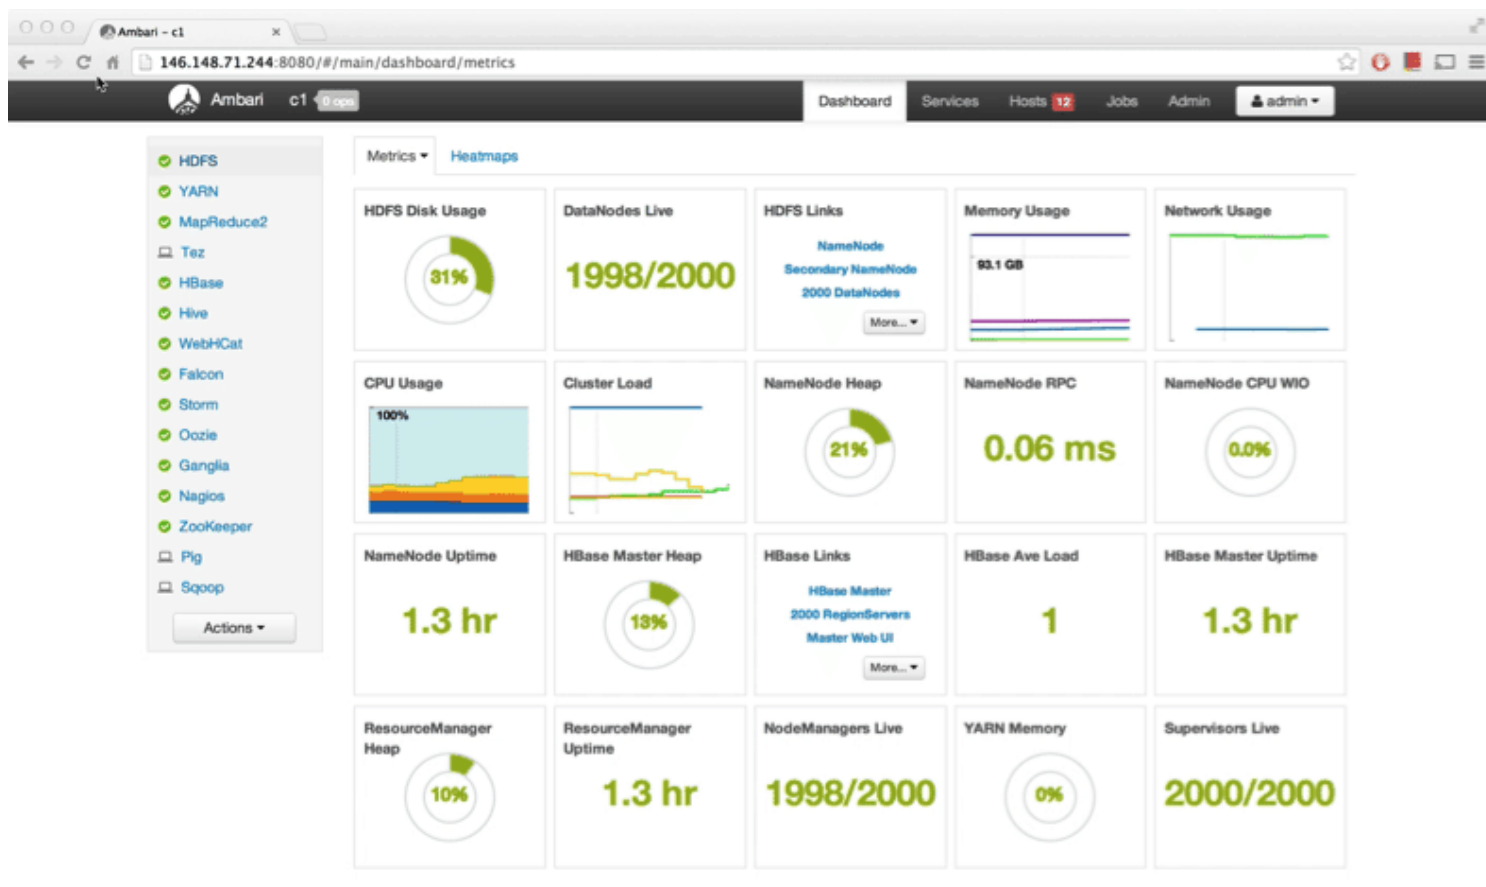 Ambari - c1
146.148.71.244:8080/#/main/dashboard/metrics
Ambari c1 0 ops Dashboard Services Hosts 12 Jobs Admin admin
HDFS
YARN
MapReduce2
Tez
HBase
Hive
WebHCat
Falcon
Storm
Oozie
Ganglia
Nagios
ZooKeeper
Pig
Sqoop
Actions
Metrics Heatmaps
HDFS Disk Usage
31%
DataNodes Live
1998/2000
HDFS Links
NameNode
Secondary NameNode
2000 DataNodes
More...
Memory Usage
93.1 GB
Network Usage
CPU Usage
100%
Cluster Load
NameNode Heap
21%
NameNode RPC
0.06 ms
NameNode CPU WIO
0.0%
NameNode Uptime
1.3 hr
HBase Master Heap
13%
HBase Links
HBase Master
2000 RegionServers
Master Web UI
More...
HBase Ave Load
1
HBase Master Uptime
1.3 hr
ResourceManager
Heap
10%
ResourceManager
Uptime
1.3 hr
NodeManagers Live
1998/2000
YARN Memory
0%
Supervisors Live
2000/2000